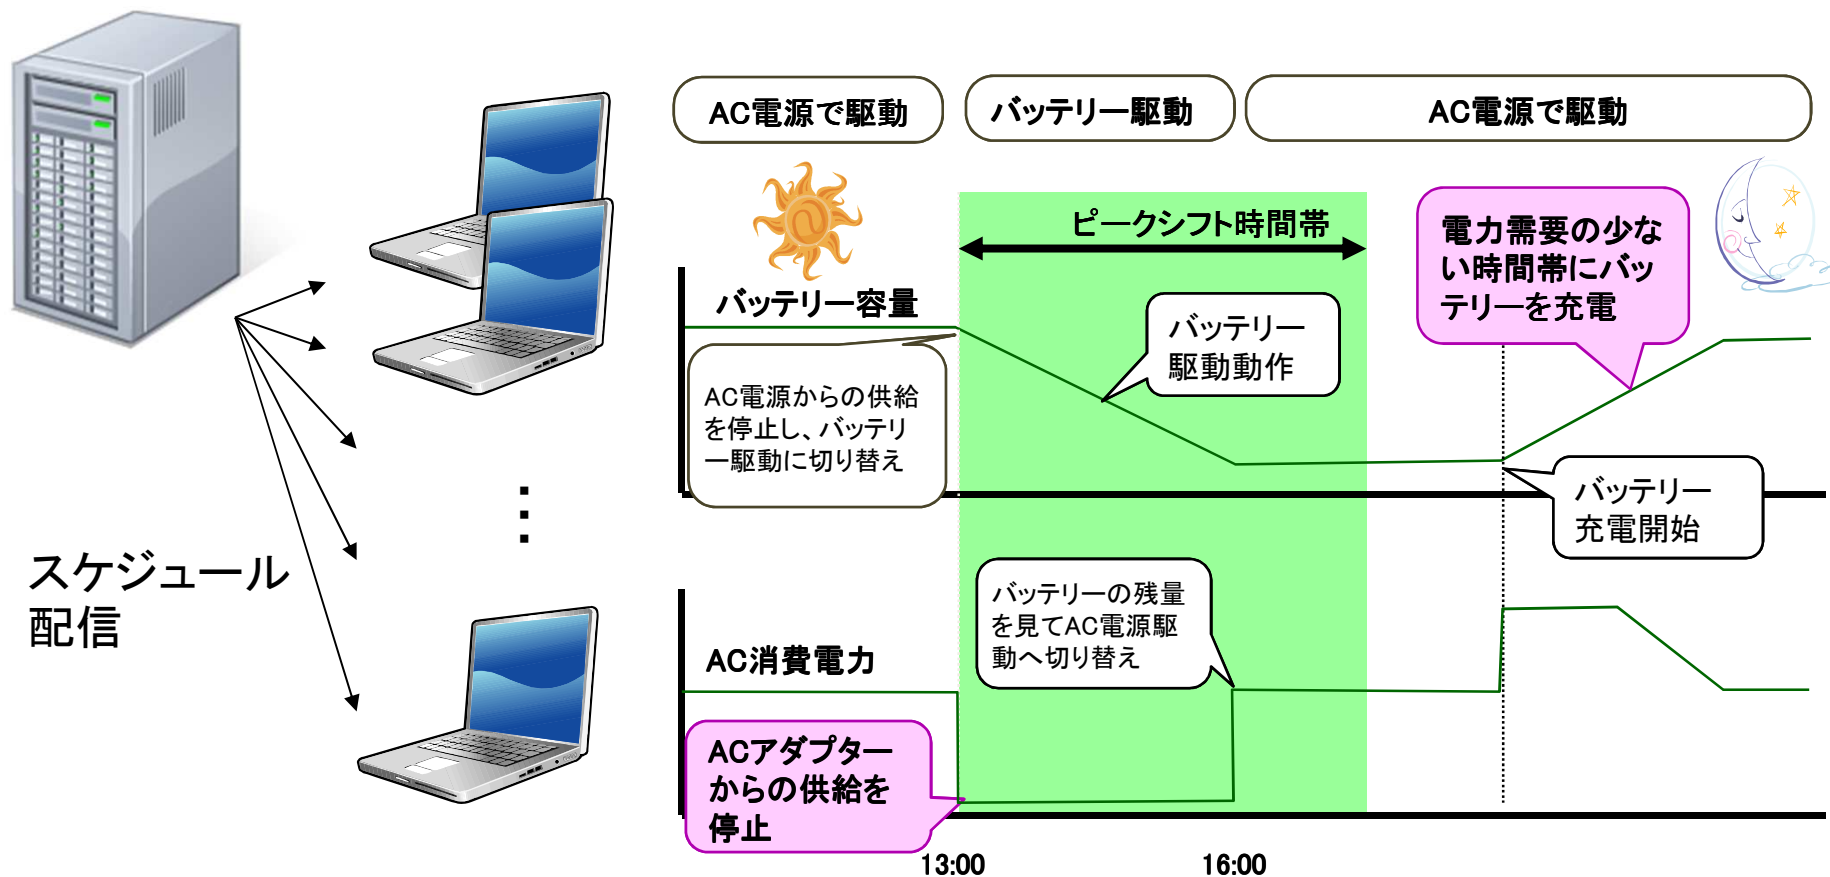 AC電源で駆動
バッテリー駆動
AC電源で駆動
ピークシフト時間帯
電力需要の少な
い時間帯にバッ
テリーを充電
バッテリー容量
バッテリー
駆動動作
AC電源からの供給
を停止し、バッテリ
ー駆動に切り替え
バッテリー
充電開始
スケジュール
配信
バッテリーの残量
を見てAC電源駆
動へ切り替え
AC消費電力
ACアダプター
からの供給を
停止
13:00
16:00